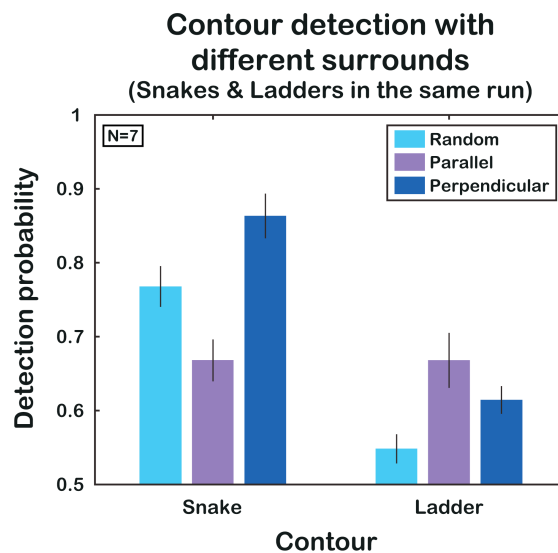 Contour detection with
different surrounds
(Snakes & Ladders in the same run)
1
N=7
Random
Parallel
Perpendicular
0.9
0.8
0.7
0.6
0.5
Detection probability
Snake
Ladder
Contour